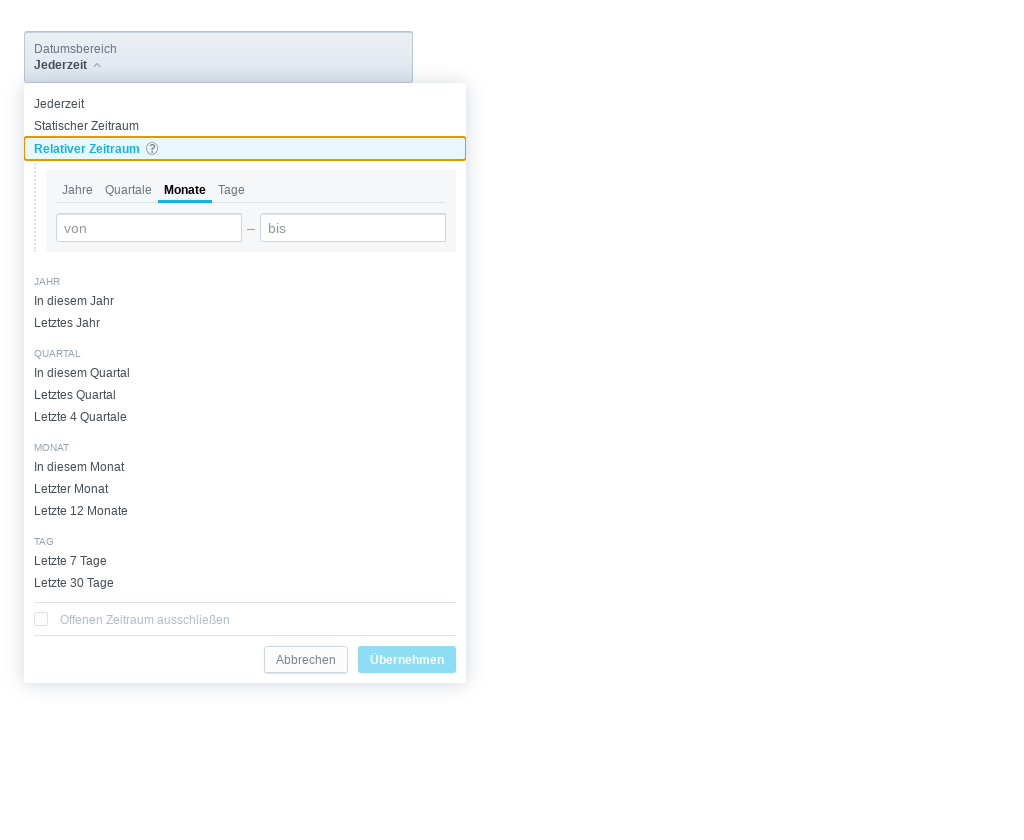 Datumsbereich
Jederzeit
Jederzeit
Statischer Zeitraum
Relativer Zeitraum ?
Jahre Quartale Monate Tage
von – bis
JAHR
In diesem Jahr
Letztes Jahr
QUARTAL
In diesem Quartal
Letztes Quartal
Letzte 4 Quartale
MONAT
In diesem Monat
Letzter Monat
Letzte 12 Monate
TAG
Letzte 7 Tage
Letzte 30 Tage
Offenen Zeitraum ausschließen
Abbrechen Übernehmen